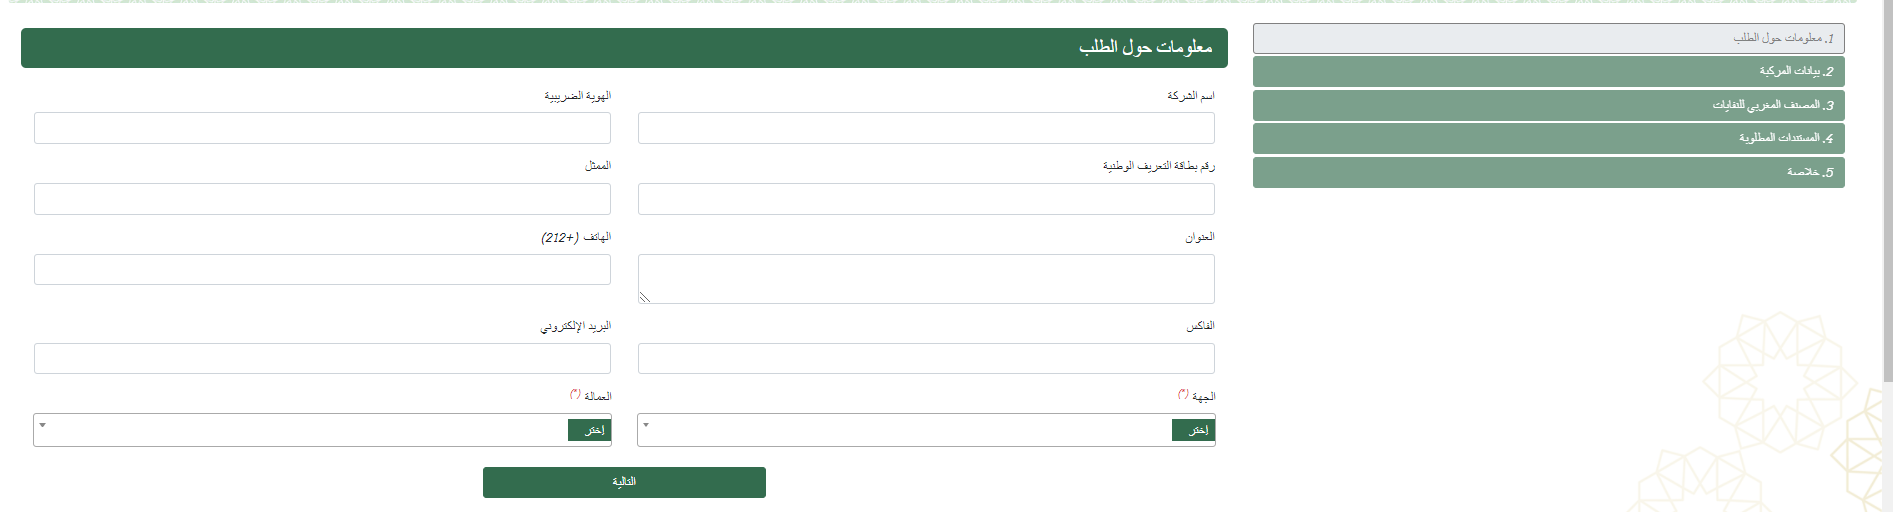 1. معلومات حول الطلب
2. بيانات المركبة
3. المصنف المغربي للنفايات
4. المستندات المطلوبة
5. خلاصة
معلومات حول الطلب
اسم الشركة
الهوية الضريبية
رقم بطاقة التعريف الوطنية
الممثل
العنوان
الهاتف (+212)
الفاكس
البريد الإلكتروني
الجهة (*)
العمالة (*)
إختر
إختر
التالية